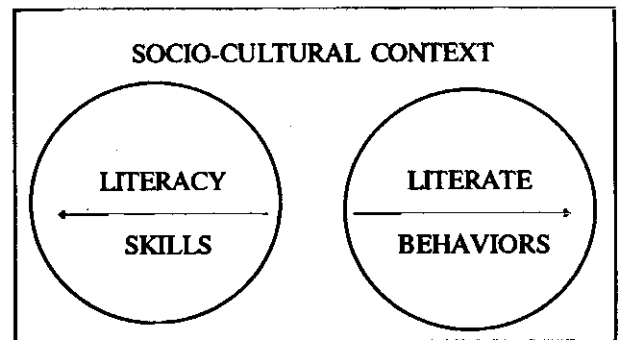 SOCIO-CULTURAL CONTEXT
LITERACY
SKILLS
LITERATE
BEHAVIORS